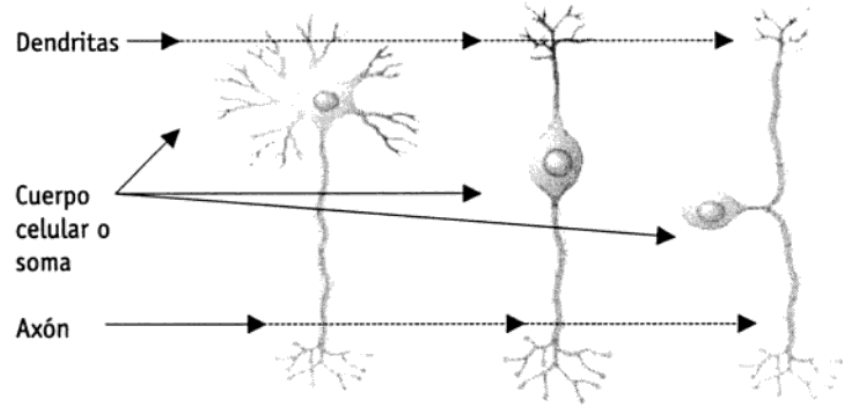 Dendritas
Cuerpo
celular o
soma
Axón